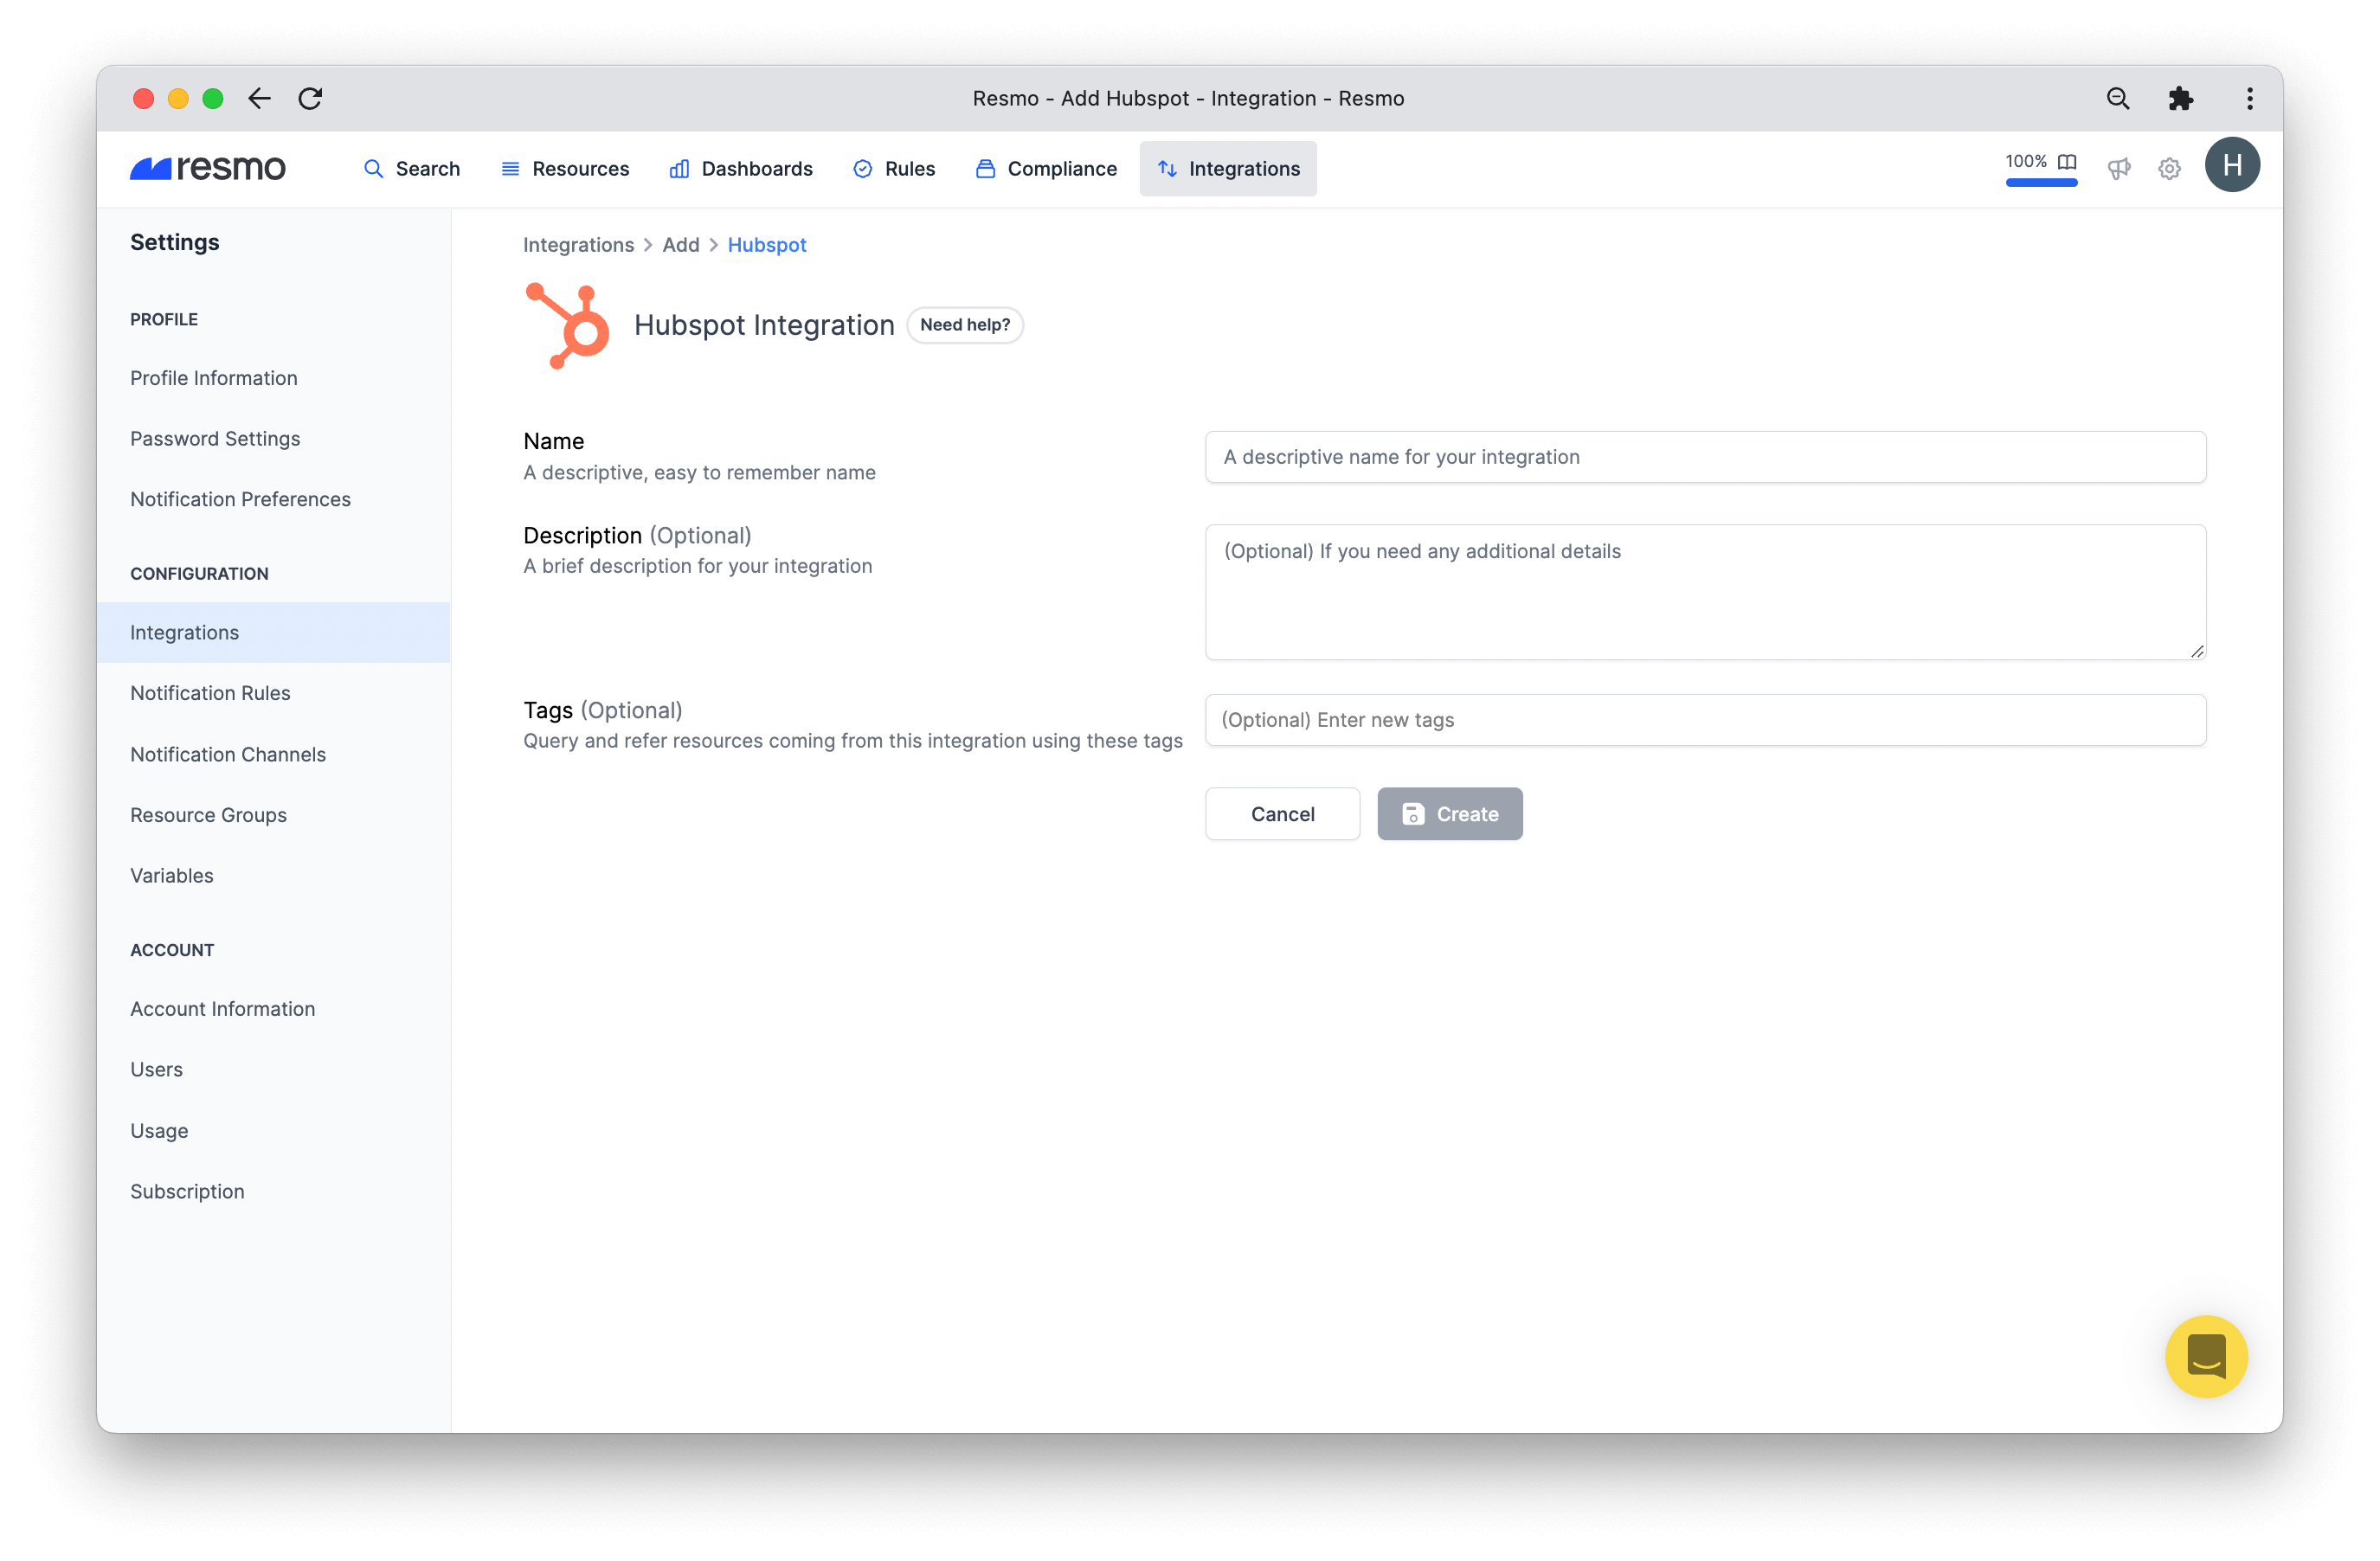 Resmo - Add Hubspot - Integration - Resmo
resmo
Search
Resources
Dashboards
Rules
Compliance
Integrations
100%
H
Settings
PROFILE
Profile Information
Password Settings
Notification Preferences
CONFIGURATION
Integrations
Notification Rules
Notification Channels
Resource Groups
Variables
ACCOUNT
Account Information
Users
Usage
Subscription
Integrations > Add > Hubspot
Hubspot Integration
Need help?
Name
A descriptive, easy to remember name
A descriptive name for your integration
Description (Optional)
A brief description for your integration
(Optional) If you need any additional details
Tags (Optional)
Query and refer resources coming from this integration using these tags
(Optional) Enter new tags
Cancel
Create